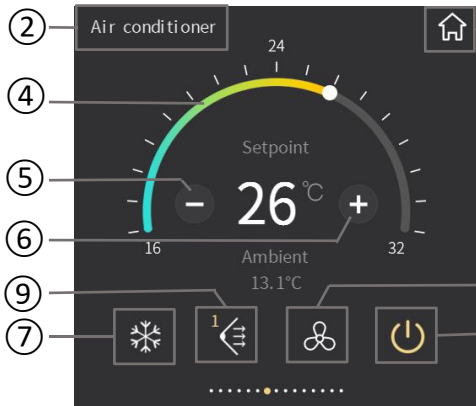 ② Air conditioner
24
④
Setpoint
⑤ − 26 °C +
⑥
16 32
Ambient
13.1°C
⑨
⑦ 1